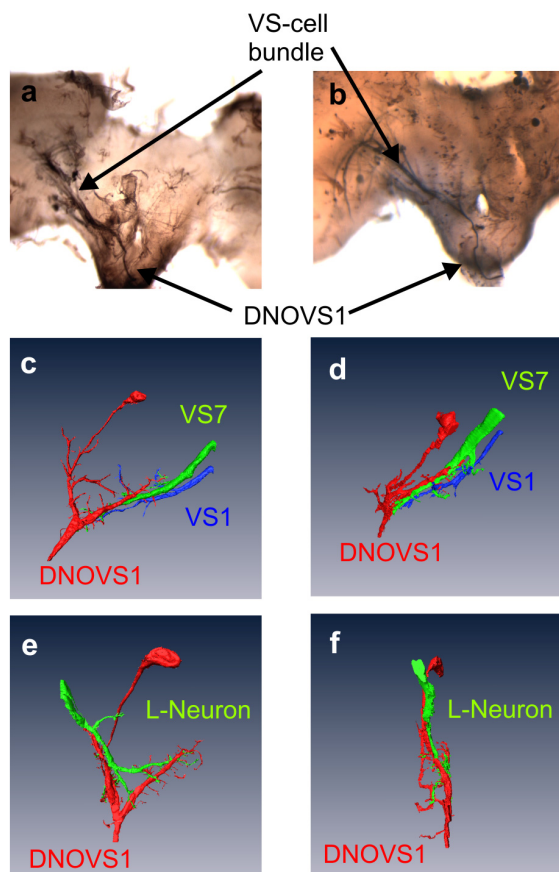 VS-cell
bundle
a
b
DNOVS1
c
VS7
VS1
DNOVS1
d
VS7
VS1
DNOVS1
e
L-Neuron
DNOVS1
f
L-Neuron
DNOVS1